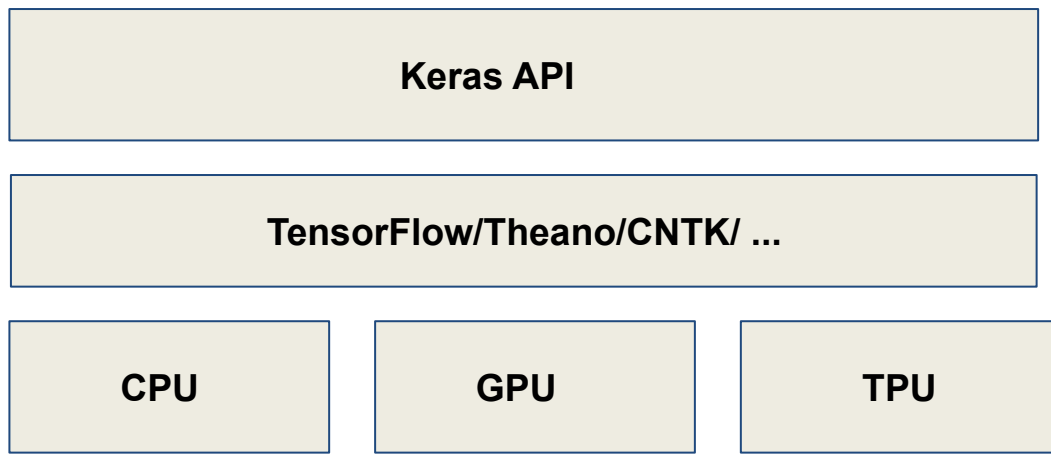 Keras API
TensorFlow/Theano/CNTK/ ...
CPU
GPU
TPU